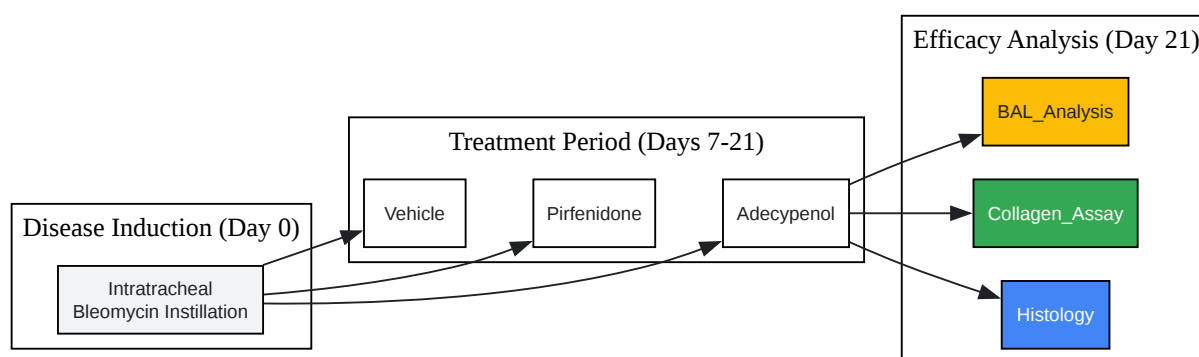 Disease Induction (Day 0)
Intratracheal
Bleomycin Instillation
Treatment Period (Days 7-21)
Vehicle
Pirfenidone
Adecypenol
Efficacy Analysis (Day 21)
BAL_Analysis
Collagen_Assay
Histology